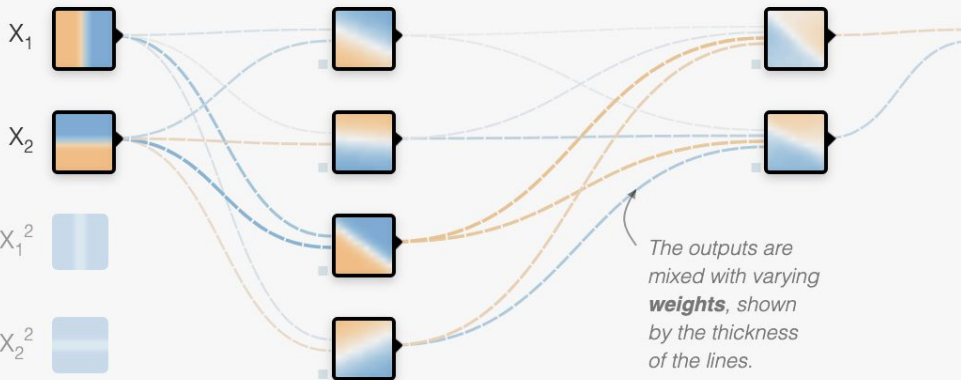 X₁
X₂
X₁²
X₂²
The outputs are
mixed with varying
weights, shown
by the thickness
of the lines.